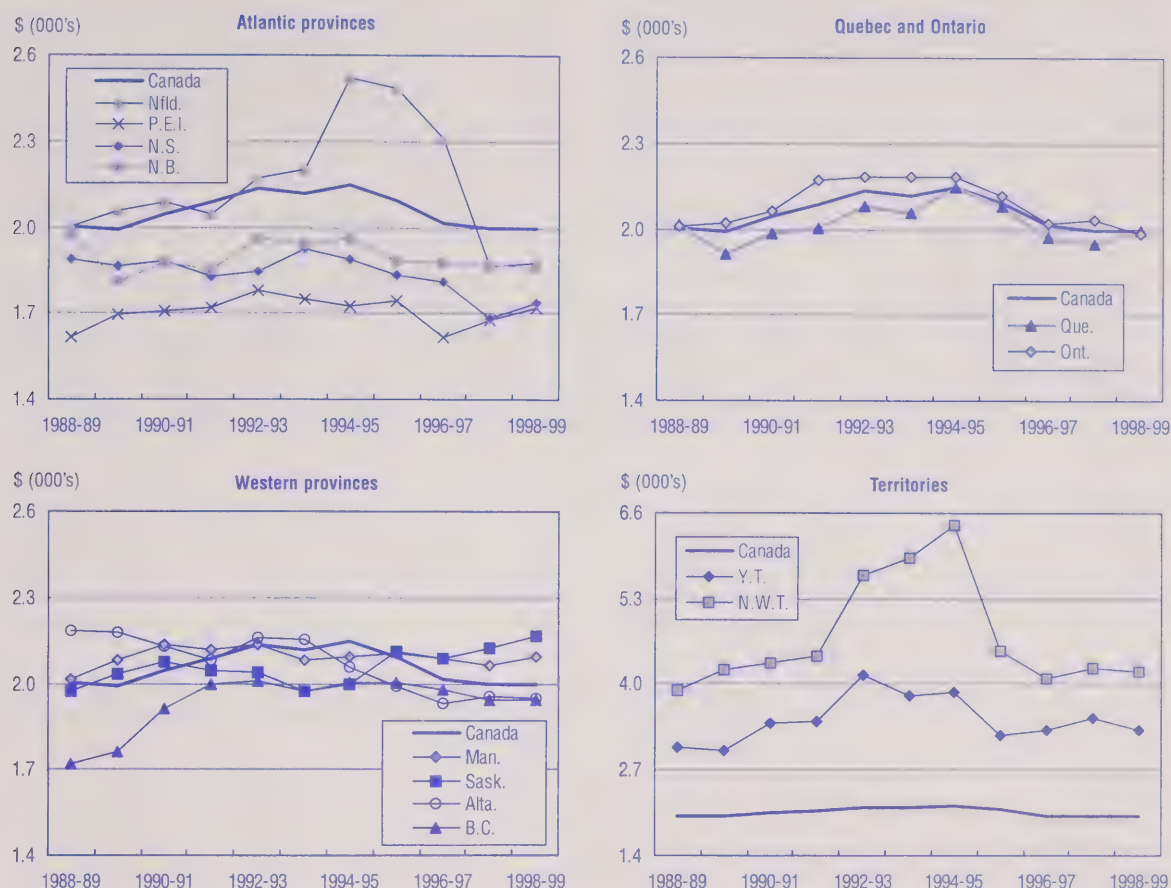 $ (000's)
Atlantic provinces
2.6
2.3
2.0
1.7
1.4
Canada
Nfld.
P.E.I.
N.S.
N.B.
1988-89 1990-91 1992-93 1994-95 1996-97 1998-99
$ (000's)
Quebec and Ontario
2.6
2.3
2.0
1.7
1.4
Canada
Que.
Ont.
1988-89 1990-91 1992-93 1994-95 1996-97 1998-99
$ (000's)
Western provinces
2.6
2.3
2.0
1.7
1.4
Canada
Man.
Sask.
Alta.
B.C.
1988-89 1990-91 1992-93 1994-95 1996-97 1998-99
$ (000's)
Territories
6.6
5.3
4.0
2.7
1.4
Canada
Y.T.
N.W.T.
1988-89 1990-91 1992-93 1994-95 1996-97 1998-99